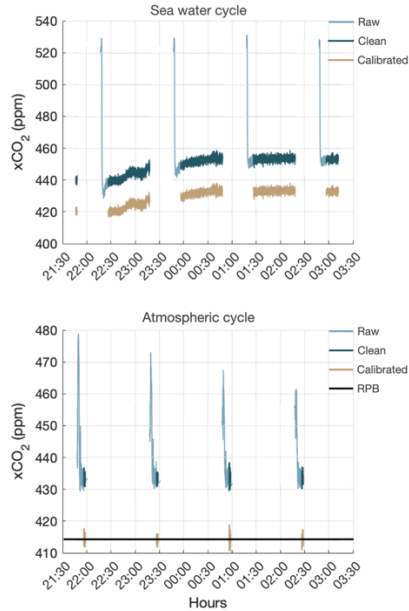 Sea water cycle
540
520
500
480
460
440
420
400
xCO2 (ppm)
Raw
Clean
Calibrated
21:30 22:00 22:30 23:00 23:30 00:00 00:30 01:00 01:30 02:00 02:30 03:00 03:30
Atmospheric cycle
480
470
460
450
440
430
420
410
xCO2 (ppm)
Raw
Clean
Calibrated
RPB
21:30 22:00 22:30 23:00 23:30 00:00 00:30 01:00 01:30 02:00 02:30 03:00 03:30
Hours